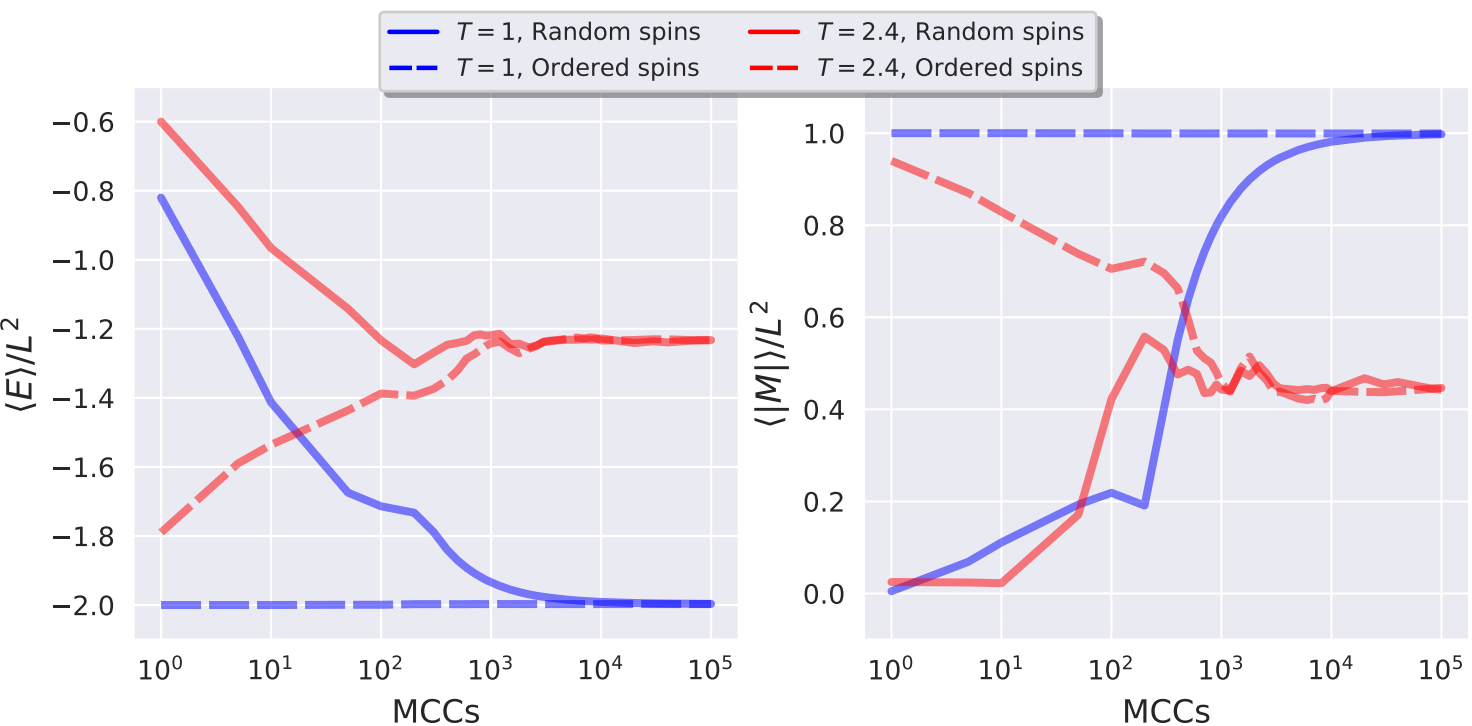 T = 1, Random spins
T = 2.4, Random spins
T = 1, Ordered spins
T = 2.4, Ordered spins
⟨E⟩/L²
−0.6
−0.8
−1.0
−1.2
−1.4
−1.6
−1.8
−2.0
10⁰ 10¹ 10² 10³ 10⁴ 10⁵
MCCs
⟨|M|⟩/L²
1.0
0.8
0.6
0.4
0.2
0.0
10⁰ 10¹ 10² 10³ 10⁴ 10⁵
MCCs